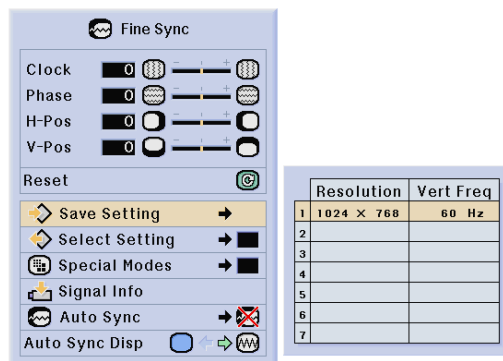 Fine Sync
Clock 0 - +
Phase 0 - +
H-Pos 0 - +
V-Pos 0 - +
Reset
Save Setting
Select Setting
Special Modes
Signal Info
Auto Sync
Auto Sync Disp
Resolution Vert Freq
1 1024 × 768 60 Hz
2
3
4
5
6
7